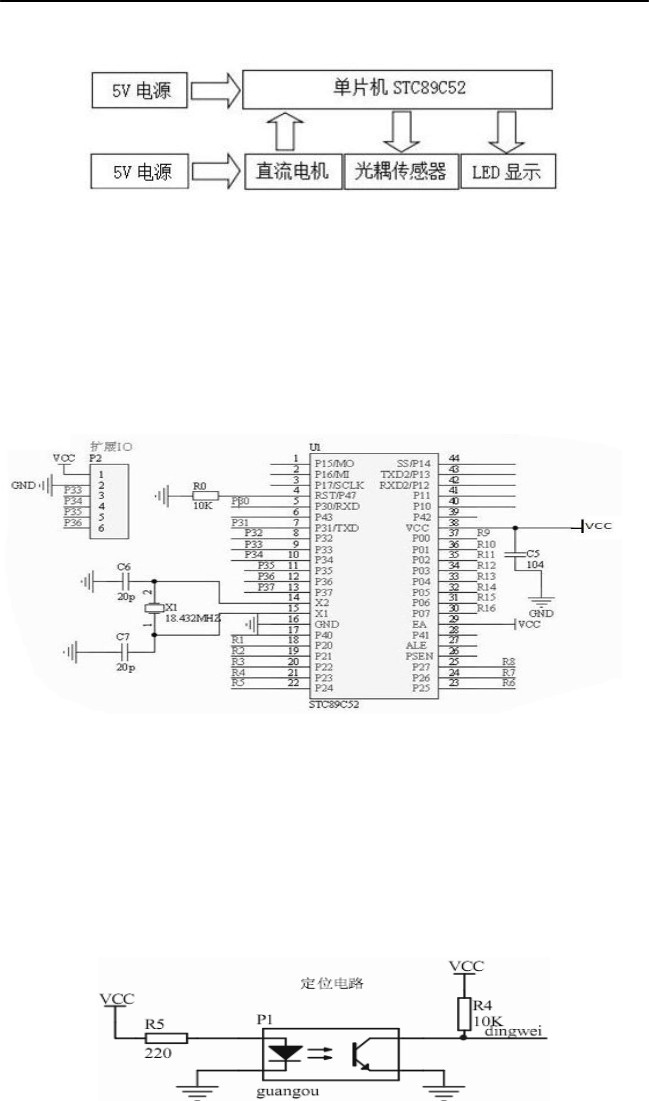 5V 电源
单片机 STC89C52
5V 电源
直流电机
光耦传感器
LED 显示
扩展IO
P2
VCC
GND
1
2
3
4
5
6
P33
P34
P35
P36
R0
10K
C6
20p
X1
18.432MHZ
2
1
C7
20p
U1
1 P15/MO
2 P16/MI
3 P17/SCLK
4 RST/P47
P30 5 P30/RXD
6 P43
P31 7 P31/TXD
P32 8 P32
P33 9 P33
P34 10 P34
P35 11 P35
P36 12 P36
P37 13 P37
14 X2
15 X1
16 GND
17 P40
R1 18 P20
R2 19 P21
R3 20 P22
R4 21 P23
R5 22 P24
SS/P14 44
TXD2/P13 43
RXD2/P12 42
P11 41
P10 40
P42 39
VCC 38
P00 37 R9
P01 36 R10
P02 35 R11
P03 34 R12
P04 33 R13
P05 32 R14
P06 31 R15
P07 30 R16
EA 29 VCC
P41 28
ALE 27
PSEN 26
P27 25 R8
P26 24 R7
P25 23 R6
STC89C52
VCC
C5
104
GND
定位电路
VCC
R5
220
P1
guangou
VCC
R4
10K
dingwei